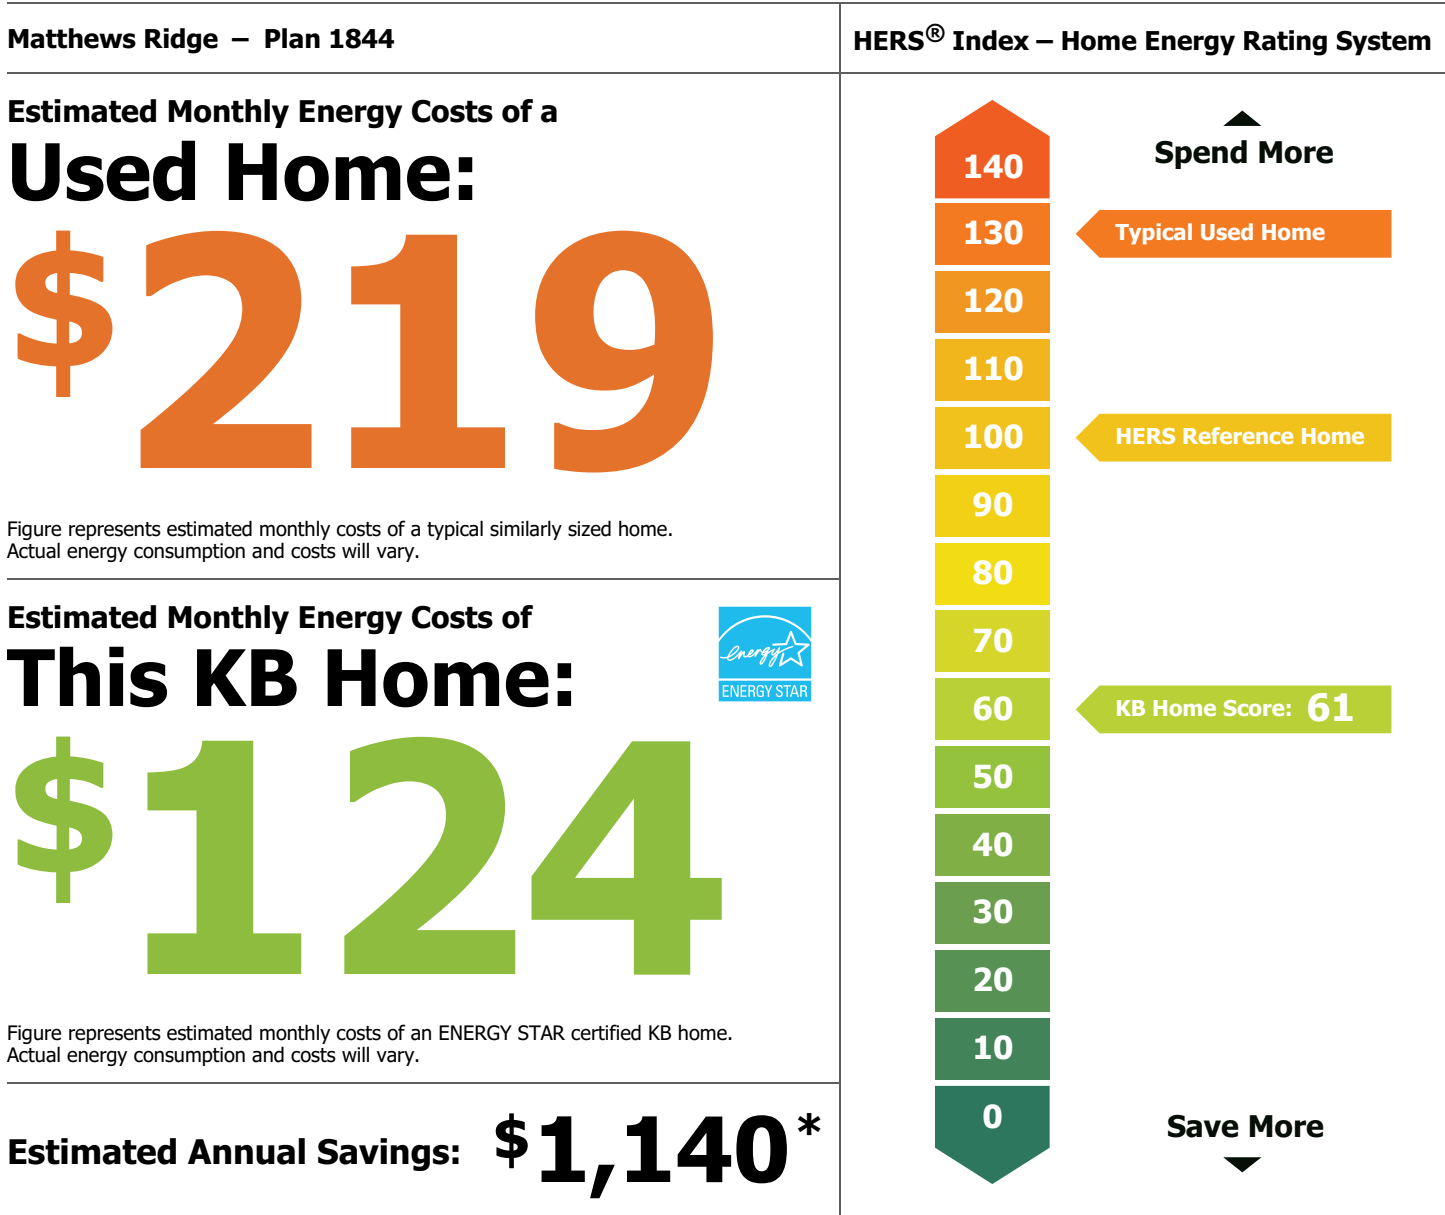 Matthews Ridge – Plan 1844
Estimated Monthly Energy Costs of a
Used Home:
$219
Figure represents estimated monthly costs of a typical similarly sized home.
Actual energy consumption and costs will vary.
Estimated Monthly Energy Costs of
This KB Home:
energy
ENERGY STAR
$124
Figure represents estimated monthly costs of an ENERGY STAR certified KB home.
Actual energy consumption and costs will vary.
Estimated Annual Savings: $1,140*
HERS® Index – Home Energy Rating System
Spend More
140
130 Typical Used Home
120
110
100 HERS Reference Home
90
80
70
60 KB Home Score: 61
50
40
30
20
10
0
Save More